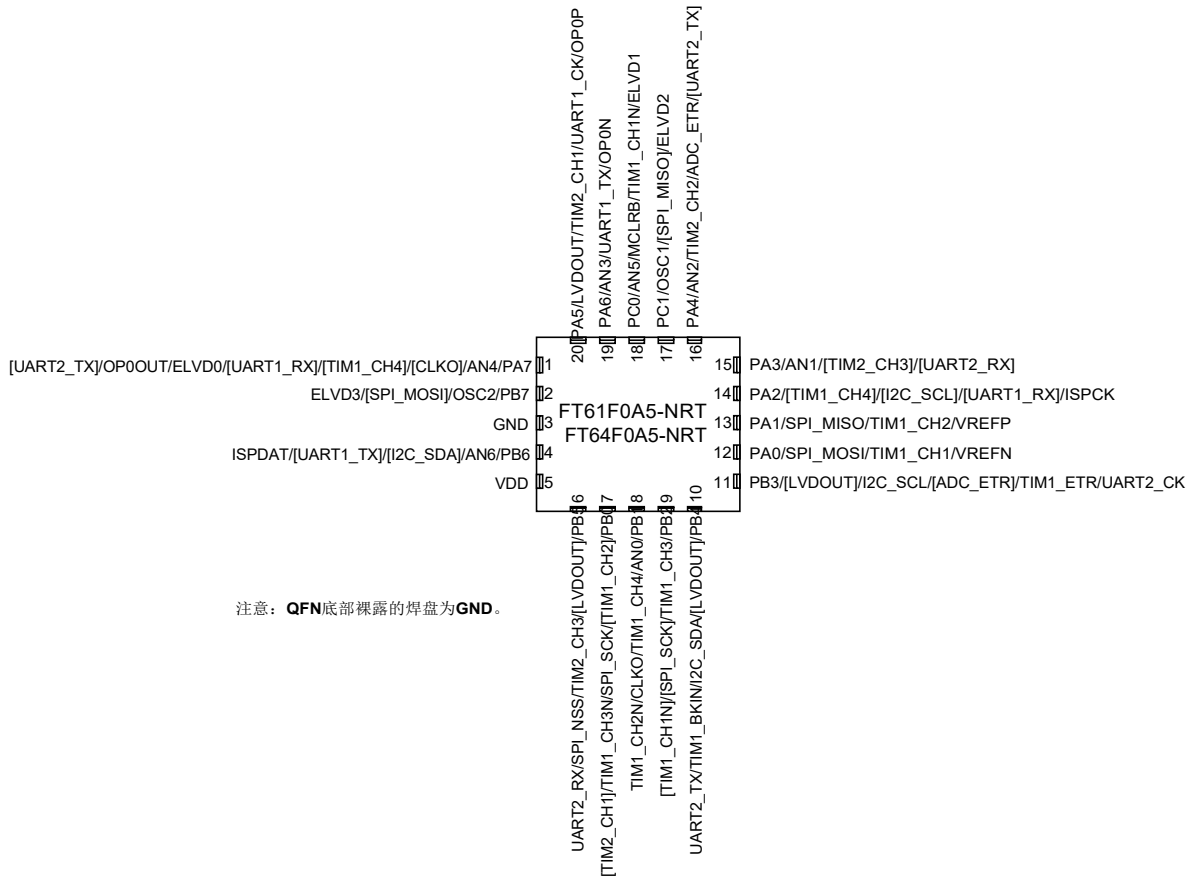 PA5/LVDOUT/TIM2_CH1/UART1_CK/OP0P
PA6/AN3/UART1_TX/OP0N
PC0/AN5/MCLRB/TIM1_CH1N/ELVD1
PC1/OSC1/[SPI_MISO]/ELVD2
PA4/AN2/TIM2_CH2/ADC_ETR/[UART2_TX]
20
19
18
17
16
[UART2_TX]/OP0OUT/ELVD0/[UART1_RX]/[TIM1_CH4]/[CLKO]/AN4/PA7
1
ELVD3/[SPI_MOSI]/OSC2/PB7
2
GND
3
ISPDAT/[UART1_TX]/[I2C_SDA]/AN6/PB6
4
VDD
5
FT61F0A5-NRT
FT64F0A5-NRT
15
PA3/AN1/[TIM2_CH3]/[UART2_RX]
14
PA2/[TIM1_CH4]/[I2C_SCL]/[UART1_RX]/ISPCK
13
PA1/SPI_MISO/TIM1_CH2/VREFP
12
PA0/SPI_MOSI/TIM1_CH1/VREFN
11
PB3/[LVDOUT]/I2C_SCL/[ADC_ETR]/TIM1_ETR/UART2_CK
6
7
8
9
10
UART2_RX/SPI_NSS/TIM2_CH3/[LVDOUT]/PB5
[TIM2_CH1]/TIM1_CH3N/SPI_SCK/[TIM1_CH2]/PB0
TIM1_CH2N/CLKO/TIM1_CH4/AN0/PB1
[TIM1_CH1N]/[SPI_SCK]/TIM1_CH3/PB2
UART2_TX/TIM1_BKIN/I2C_SDA/[LVDOUT]/PB4
注意：QFN底部裸露的焊盘为GND。